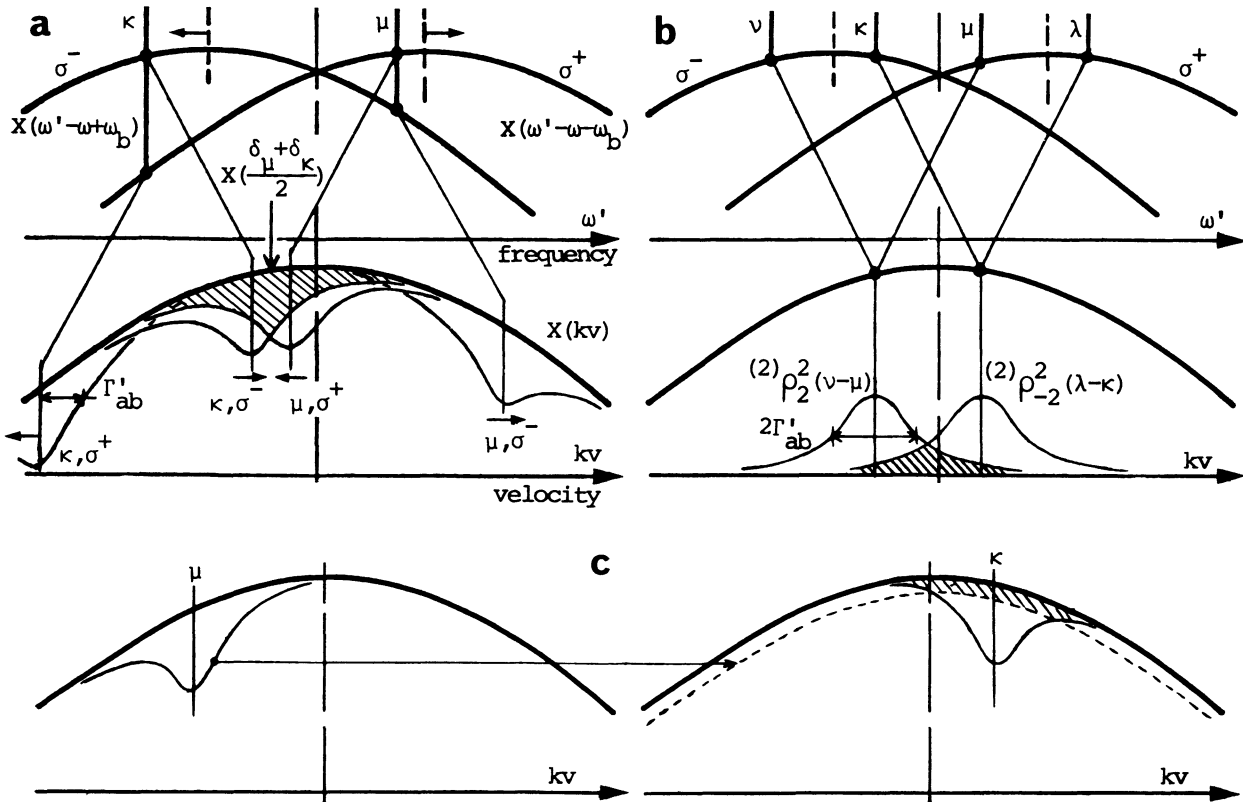 a
κ
μ
σ⁻
σ⁺
X(ω'-ω+ω_b)
X(ω'-ω-ω_b)
X((δ_μ+δ_κ)/2)
ω'
frequency
X(kv)
Γ'_ab
κ,σ⁺
κ,σ⁻
μ,σ⁺
μ,σ⁻
kv
velocity
b
ν
κ
μ
λ
σ⁻
σ⁺
ω'
⁽²⁾ρ²₂(ν-μ)
⁽²⁾ρ²₋₂(λ-κ)
2Γ'_ab
kv
c
μ
kv
κ
kv